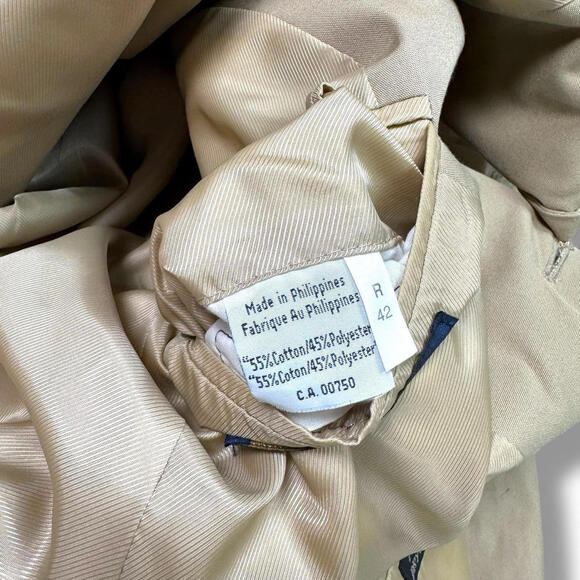 Made in Philippines
Fabrique Au Philippines
"55%Cotton/45%Polyester
"55%Coton/45%Polyester"
C.A. 00750
R
42